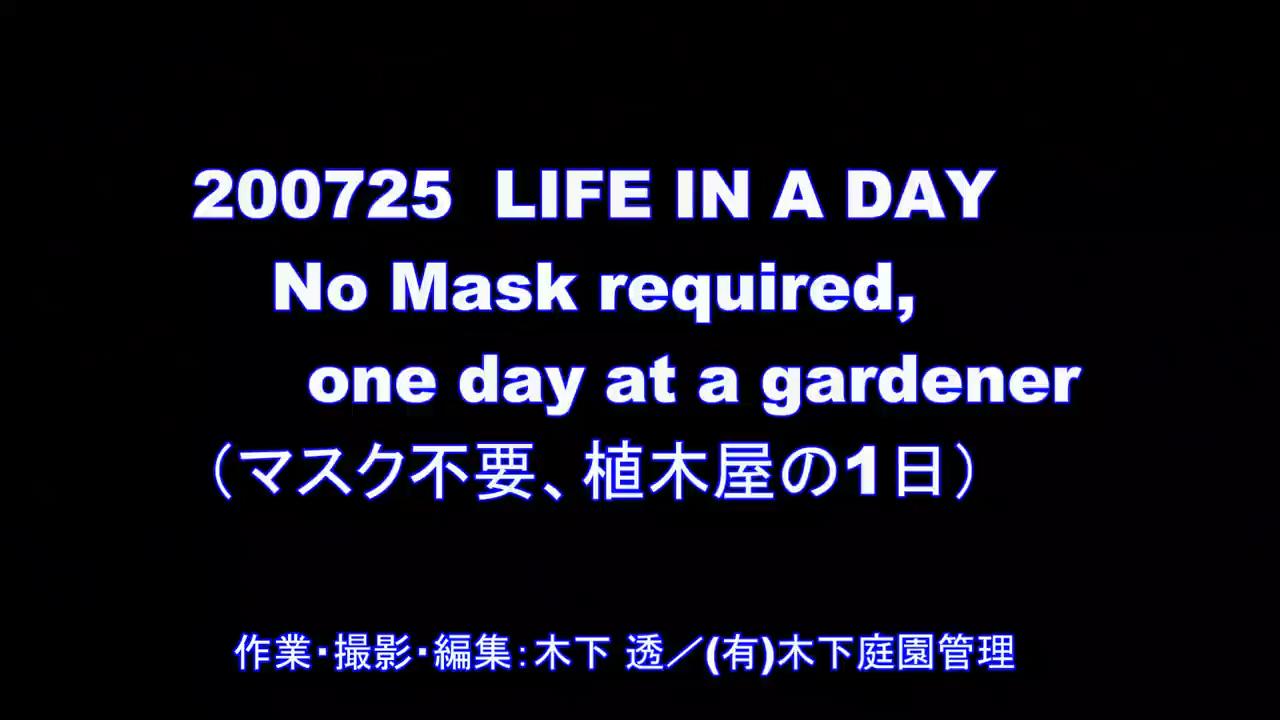 200725 LIFE IN A DAY
No Mask required,
one day at a gardener
（マスク不要、植木屋の1日）
作業・撮影・編集：木下 透／(有)木下庭園管理